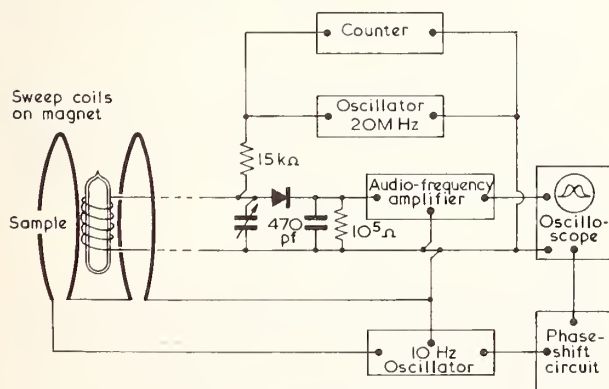 Counter
Sweep coils
on magnet
Oscillator
20MHz
15kΩ
Audio-frequency
amplifier
Sample
470
pf
10⁵Ω
Oscillo-
scope
10 Hz
Oscillator
Phase-
shift
circuit